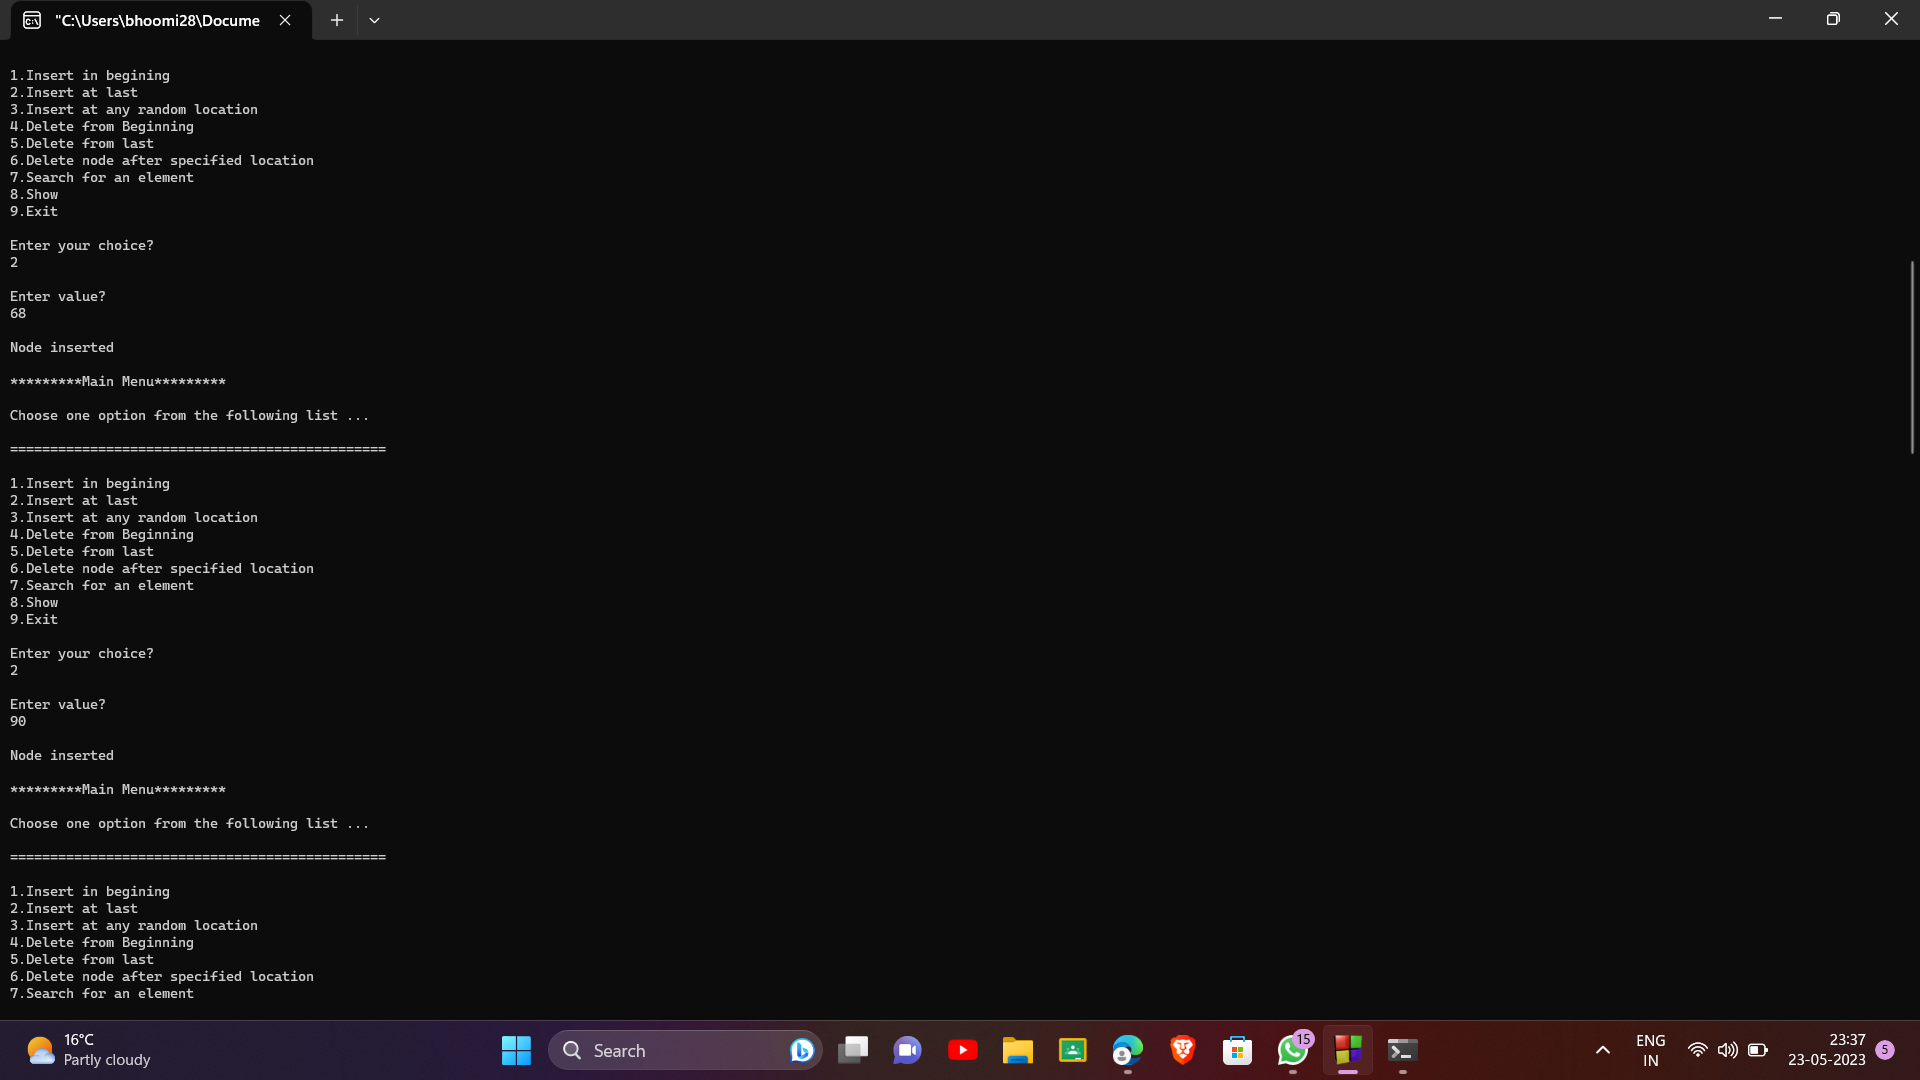 "C:\Users\bhoomi28\Docume
1.Insert in begining
2.Insert at last
3.Insert at any random location
4.Delete from Beginning
5.Delete from last
6.Delete node after specified location
7.Search for an element
8.Show
9.Exit
Enter your choice?
2
Enter value?
68
Node inserted
*********Main Menu*********
Choose one option from the following list ...
===============================================
1.Insert in begining
2.Insert at last
3.Insert at any random location
4.Delete from Beginning
5.Delete from last
6.Delete node after specified location
7.Search for an element
8.Show
9.Exit
Enter your choice?
2
Enter value?
90
Node inserted
*********Main Menu*********
Choose one option from the following list ...
===============================================
1.Insert in begining
2.Insert at last
3.Insert at any random location
4.Delete from Beginning
5.Delete from last
6.Delete node after specified location
7.Search for an element
16°C
Partly cloudy
Search
15
ENG
IN
23:37
23-05-2023
5